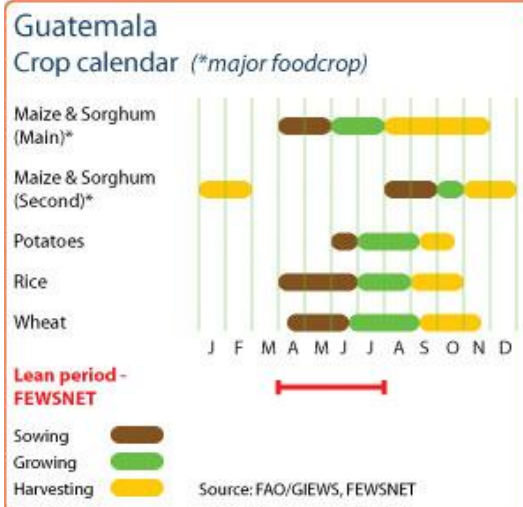 Guatemala
Crop calendar (*major foodcrop)
Maize & Sorghum
(Main)*
Maize & Sorghum
(Second)*
Potatoes
Rice
Wheat
J F M A M J J A S O N D
Lean period -
FEWSNET
Sowing
Growing
Harvesting
Source: FAO/GIEWS, FEWSNET